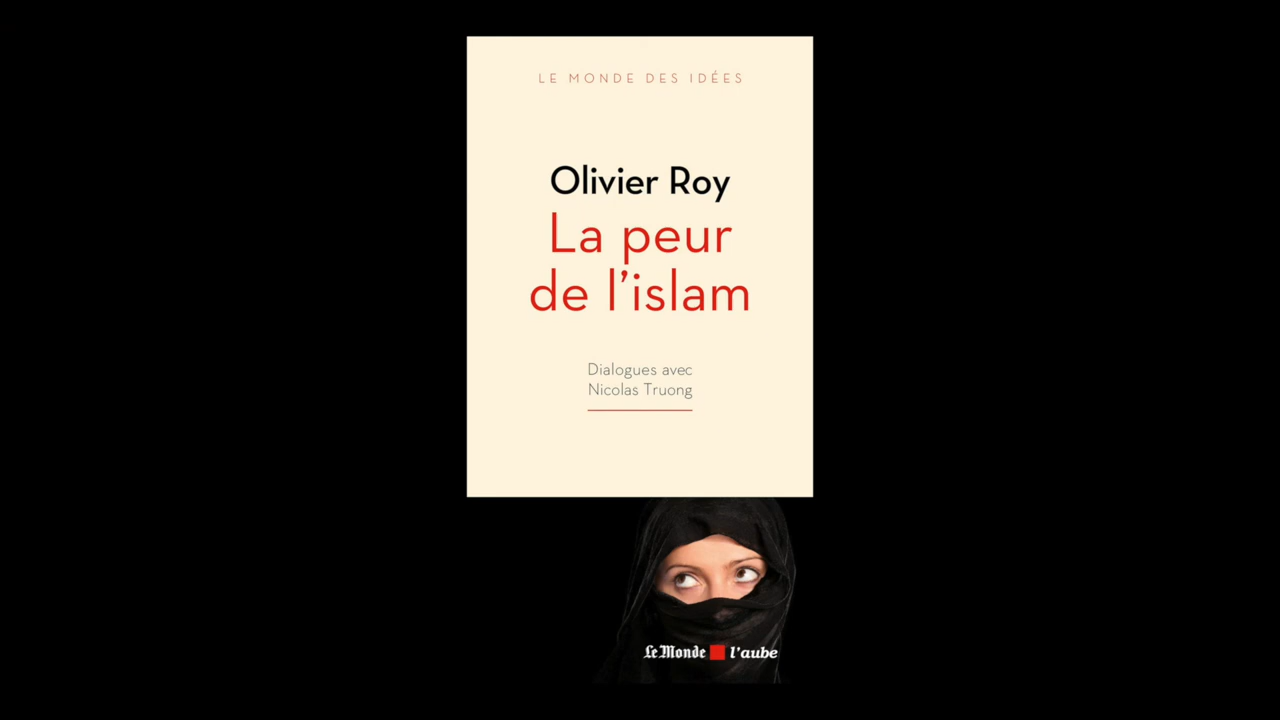 LE MONDE DES IDÉES
Olivier Roy
La peur
de l’islam
Dialogues avec
Nicolas Truong
Le Monde l’aube